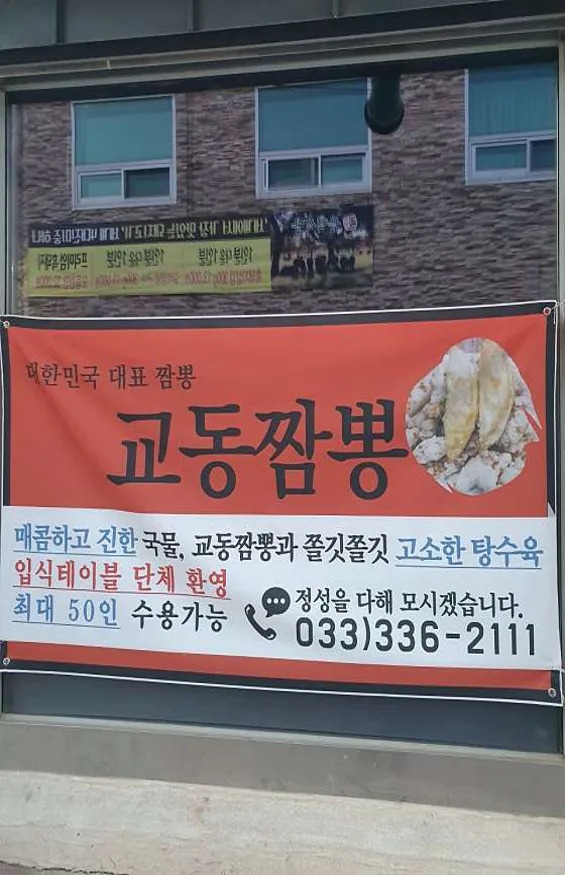 대한민국 대표 짬뽕
교동짬뽕
매콤하고 진한 국물, 교동짬뽕과 쫄깃쫄깃 고소한 탕수육
입식테이블 단체 환영
최대 50인 수용가능
정성을 다해 모시겠습니다.
033)336-2111